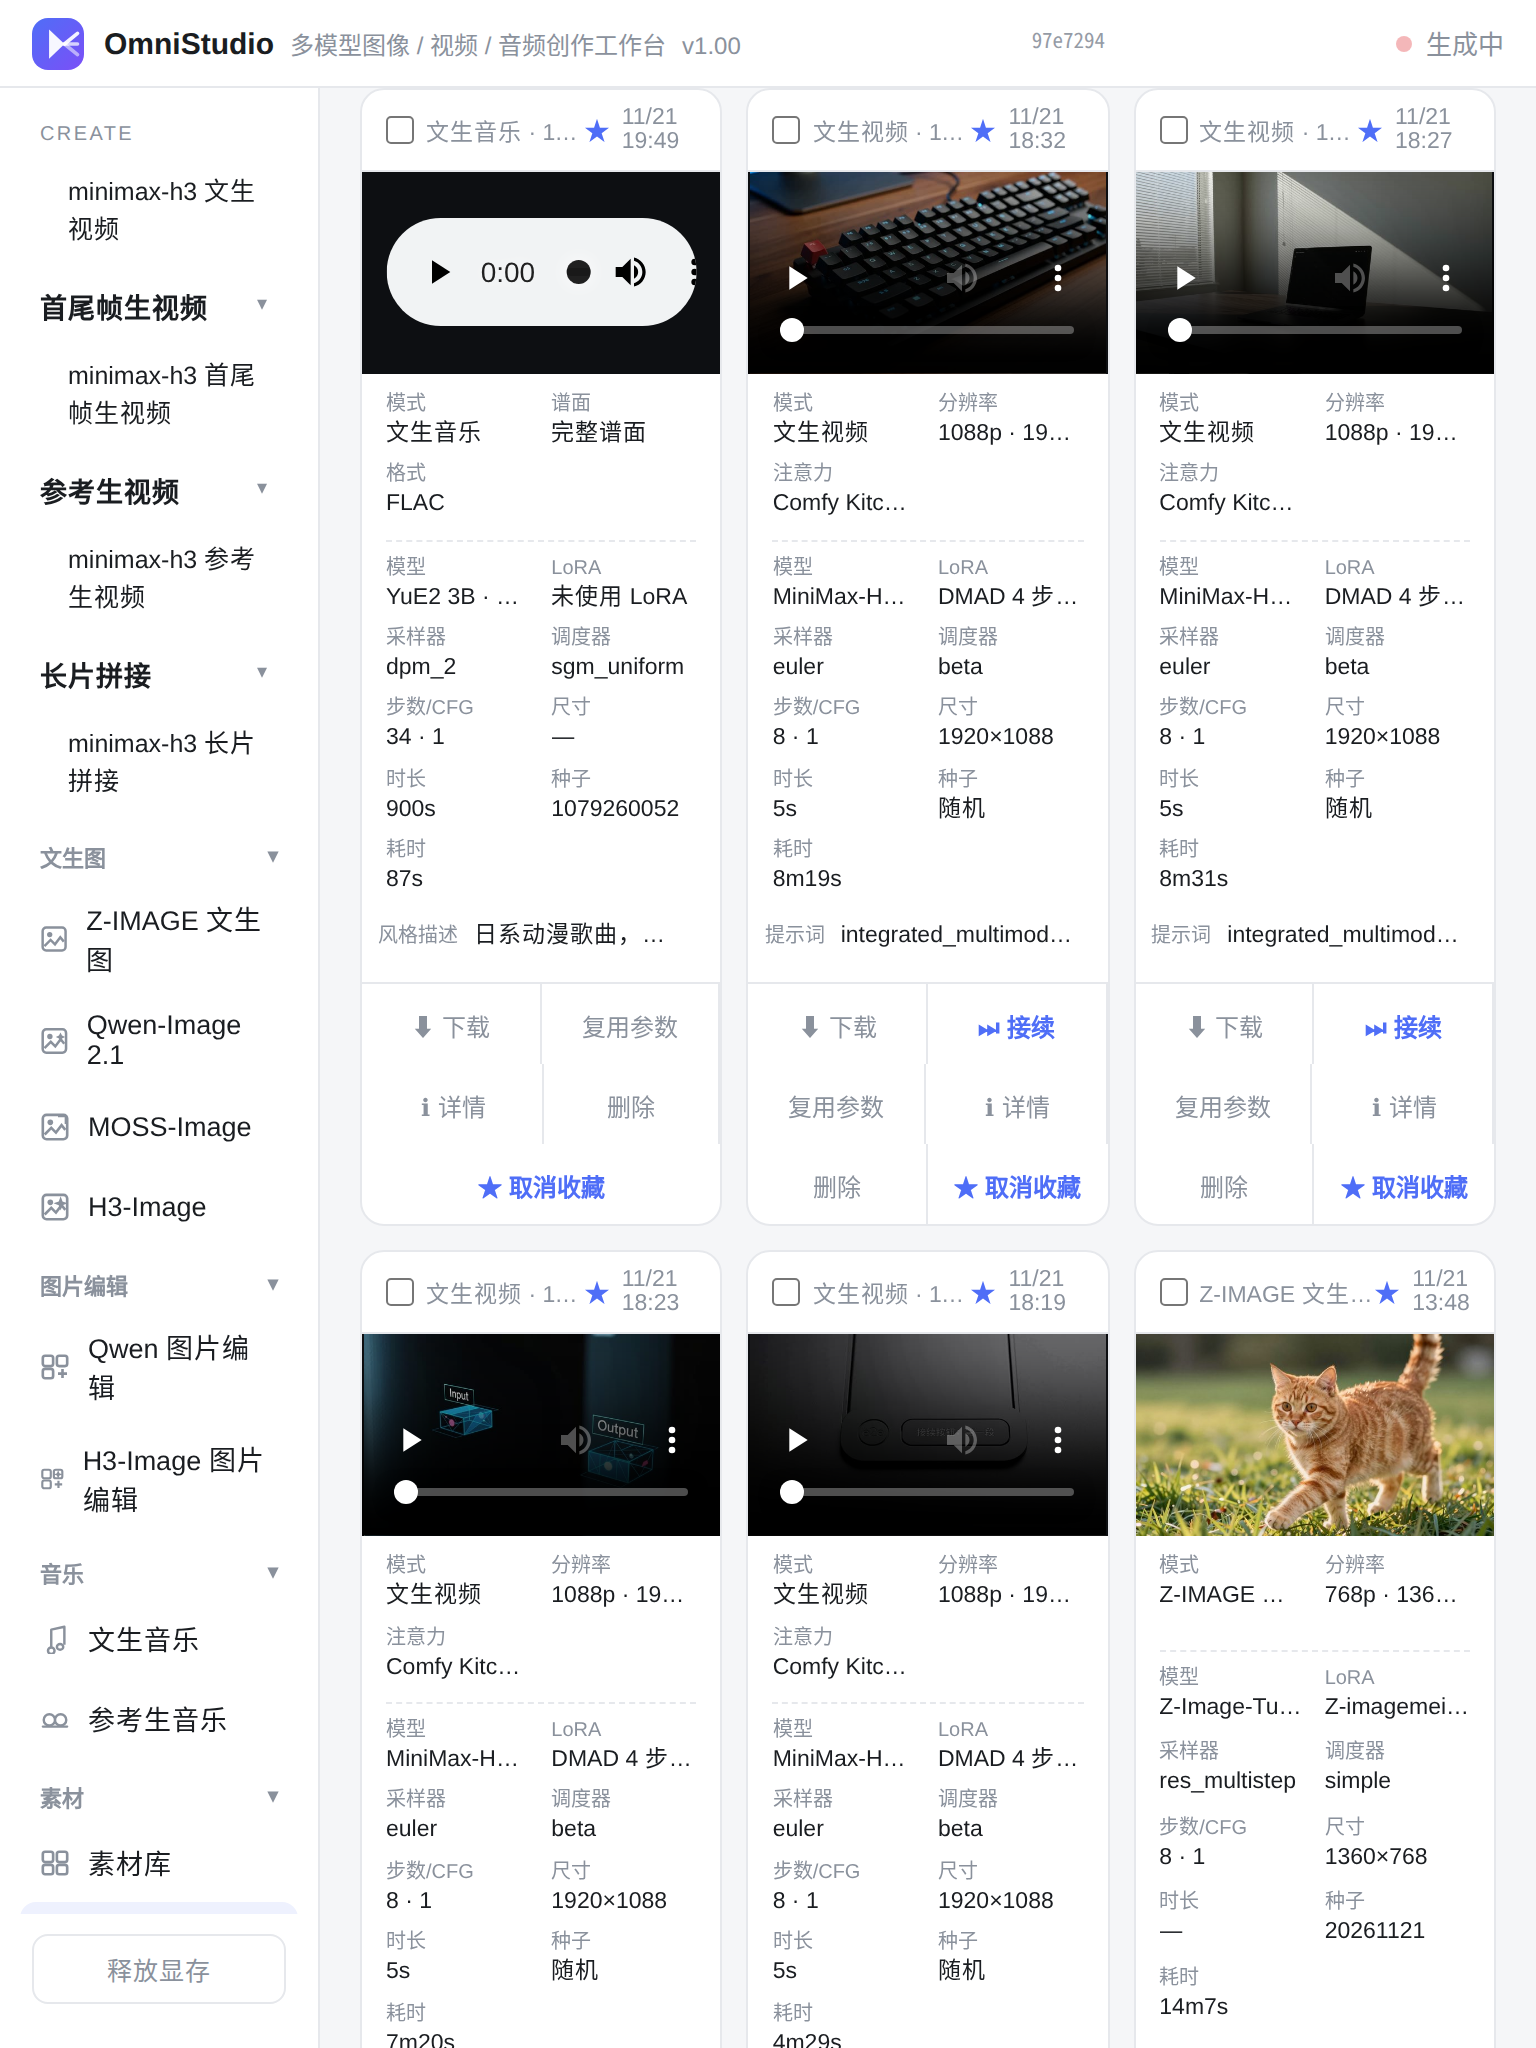 OmniStudio 多模型图像 / 视频 / 音频创作工作台 v1.00
97e7294
生成中
CREATE
minimax-h3 文生
视频
首尾帧生视频 ▼
minimax-h3 首尾
帧生视频
参考生视频 ▼
minimax-h3 参考
生视频
长片拼接 ▼
minimax-h3 长片
拼接
文生图 ▼
Z-IMAGE 文生
图
Qwen-Image
2.1
MOSS-Image
H3-Image
图片编辑 ▼
Qwen 图片编
辑
H3-Image 图片
编辑
音乐 ▼
文生音乐
参考生音乐
素材 ▼
素材库
释放显存
文生音乐 · 1… ★ 11/21
19:49
0:00
模式 谱面
文生音乐 完整谱面
格式
FLAC
模型 LoRA
YuE2 3B · … 未使用 LoRA
采样器 调度器
dpm_2 sgm_uniform
步数/CFG 尺寸
34 · 1 —
时长 种子
900s 1079260052
耗时
87s
风格描述 日系动漫歌曲，…
⬇ 下载 复用参数
ℹ 详情 删除
★ 取消收藏
文生视频 · 1… ★ 11/21
18:32
模式 分辨率
文生视频 1088p · 19…
注意力
Comfy Kitc…
模型 LoRA
MiniMax-H… DMAD 4 步…
采样器 调度器
euler beta
步数/CFG 尺寸
8 · 1 1920×1088
时长 种子
5s 随机
耗时
8m19s
提示词 integrated_multimod…
⬇ 下载 ⏭ 接续
复用参数 ℹ 详情
删除 ★ 取消收藏
文生视频 · 1… ★ 11/21
18:27
模式 分辨率
文生视频 1088p · 19…
注意力
Comfy Kitc…
模型 LoRA
MiniMax-H… DMAD 4 步…
采样器 调度器
euler beta
步数/CFG 尺寸
8 · 1 1920×1088
时长 种子
5s 随机
耗时
8m31s
提示词 integrated_multimod…
⬇ 下载 ⏭ 接续
复用参数 ℹ 详情
删除 ★ 取消收藏
文生视频 · 1… ★ 11/21
18:23
Input
Output
模式 分辨率
文生视频 1088p · 19…
注意力
Comfy Kitc…
模型 LoRA
MiniMax-H… DMAD 4 步…
采样器 调度器
euler beta
步数/CFG 尺寸
8 · 1 1920×1088
时长 种子
5s 随机
耗时
7m20s
文生视频 · 1… ★ 11/21
18:19
模式 分辨率
文生视频 1088p · 19…
注意力
Comfy Kitc…
模型 LoRA
MiniMax-H… DMAD 4 步…
采样器 调度器
euler beta
步数/CFG 尺寸
8 · 1 1920×1088
时长 种子
5s 随机
耗时
4m29s
Z-IMAGE 文生… ★ 11/21
13:48
模式 分辨率
Z-IMAGE … 768p · 136…
模型 LoRA
Z-Image-Tu… Z-imagemei…
采样器 调度器
res_multistep simple
步数/CFG 尺寸
8 · 1 1360×768
时长 种子
— 20261121
耗时
14m7s